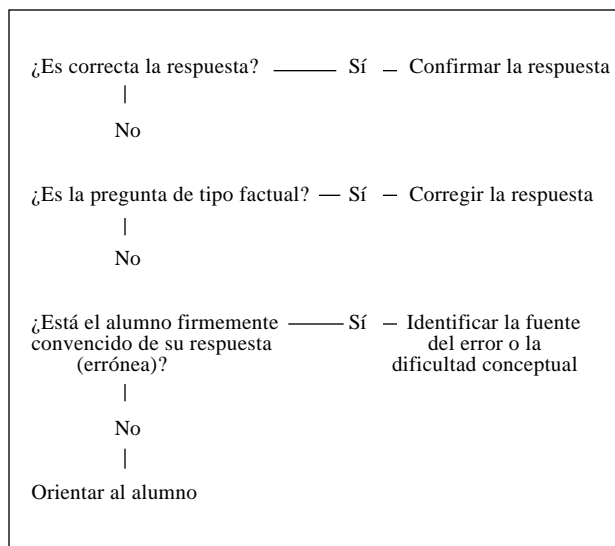 ¿Es correcta la respuesta? Sí Confirmar la respuesta
No
¿Es la pregunta de tipo factual? Sí Corregir la respuesta
No
¿Está el alumno firmemente Sí Identificar la fuente
convencido de su respuesta del error o la
(errónea)? dificultad conceptual
No
Orientar al alumno